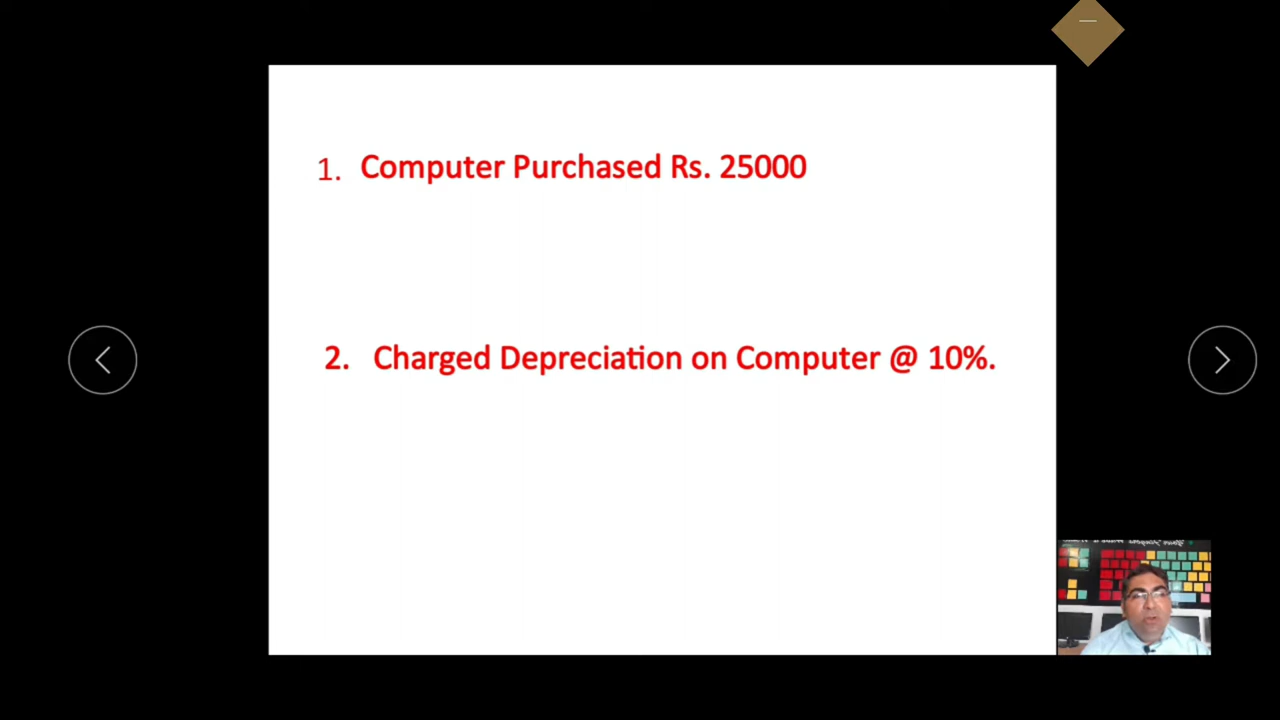 1. Computer Purchased Rs. 25000
2. Charged Depreciation on Computer @ 10%.